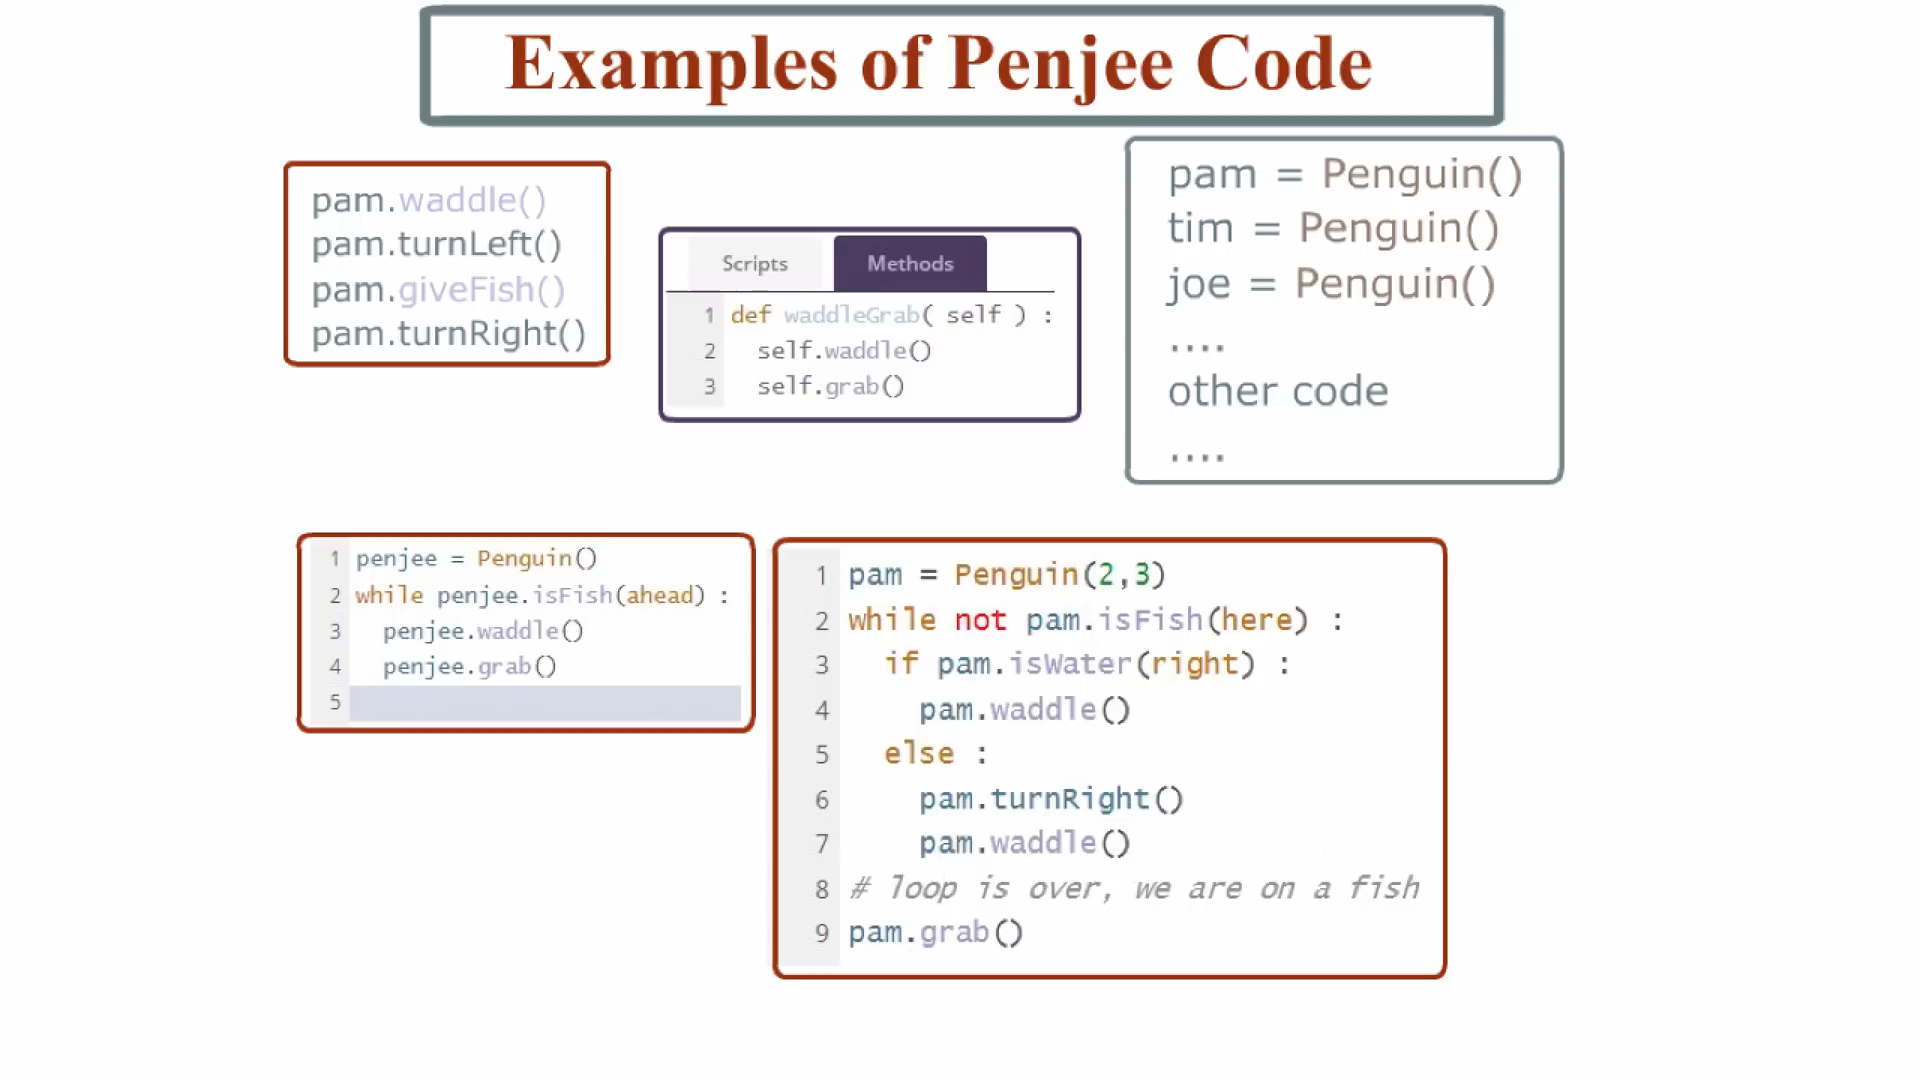 Examples of Penjee Code
pam.waddle()
pam.turnLeft()
pam.giveFish()
pam.turnRight()
Scripts Methods
1 def waddleGrab( self ) :
2 self.waddle()
3 self.grab()
pam = Penguin()
tim = Penguin()
joe = Penguin()
....
other code
....
1 penjee = Penguin()
2 while penjee.isFish(ahead) :
3 penjee.waddle()
4 penjee.grab()
5
1 pam = Penguin(2,3)
2 while not pam.isFish(here) :
3 if pam.isWater(right) :
4 pam.waddle()
5 else :
6 pam.turnRight()
7 pam.waddle()
8 # loop is over, we are on a fish
9 pam.grab()